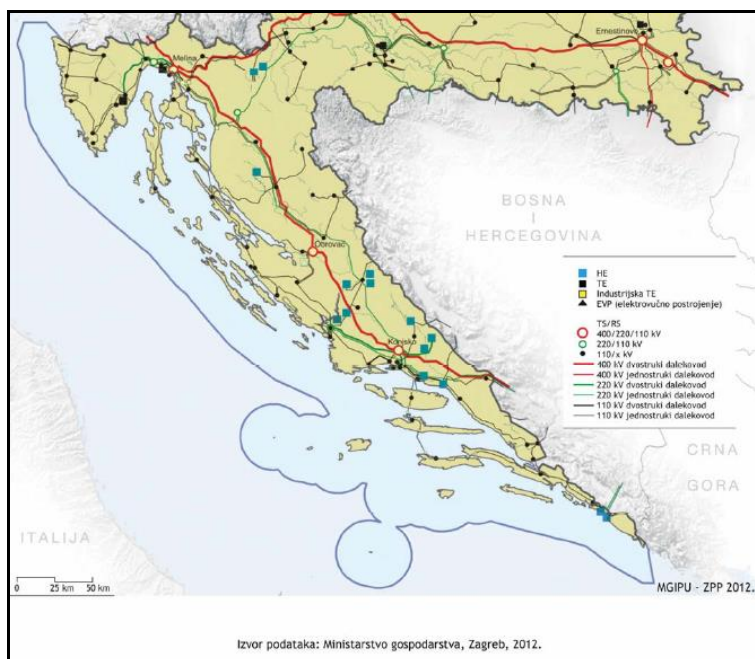 Ernestinovo
Melina
BOSNA
I
HERCEGOVINA
Obrovac
HE
TE
Industrijska TE
EVP (elektrovučno postrojenje)
TS/RS
400/220/110 kV
220/110 kV
110/x kV
Konjsko
400 kV dvostruki dalekovod
400 kV jednostruki dalekovod
220 kV dvostruki dalekovod
220 kV jednostruki dalekovod
110 kV dvostruki dalekovod
110 kV jednostruki dalekovod
CRNA
GORA
ITALIJA
0 25 km 50 km
MGIPU - ZPP 2012.
Izvor podataka: Ministarstvo gospodarstva, Zagreb, 2012.